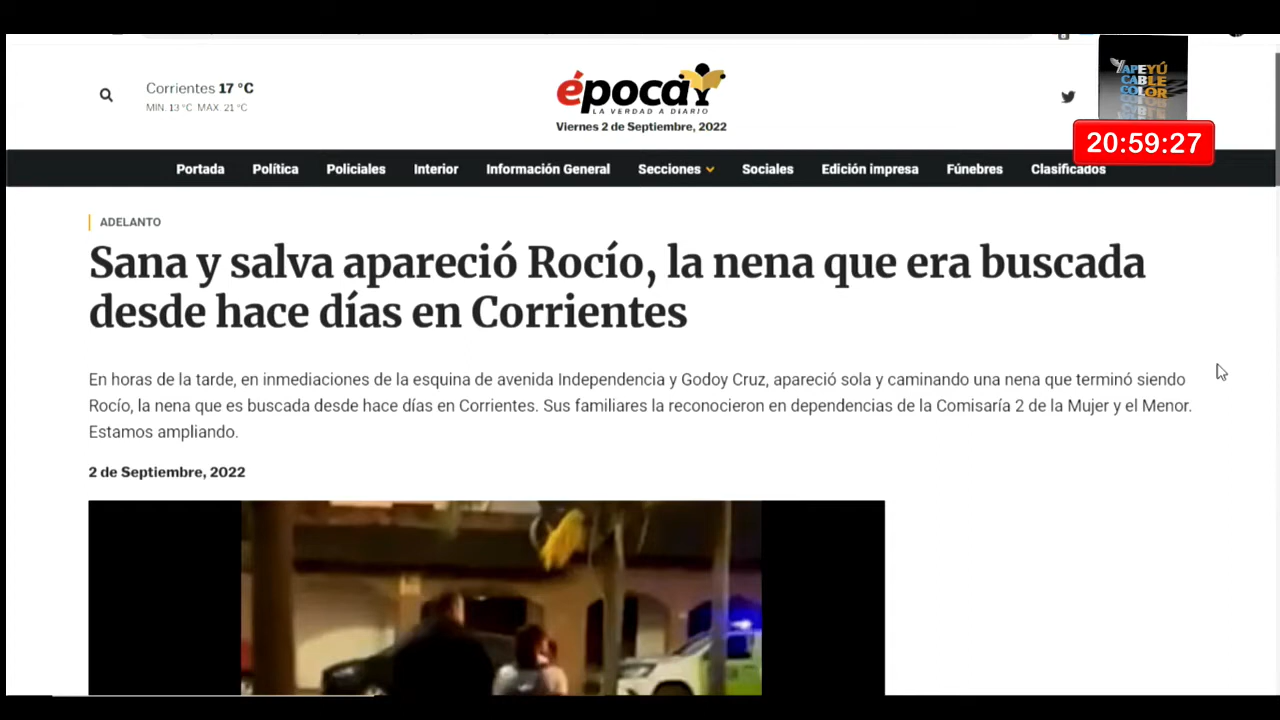 Corrientes 17 °C
MIN. 13 °C MAX 21 °C
época
LA VERDAD A DIARIO
Viernes 2 de Septiembre, 2022
YAPEYÚ
CABLE
COLOR
20:59:27
Portada Política Policiales Interior Información General Secciones Sociales Edición impresa Fúnebres Clasificados
ADELANTO
Sana y salva apareció Rocío, la nena que era buscada
desde hace días en Corrientes
En horas de la tarde, en inmediaciones de la esquina de avenida Independencia y Godoy Cruz, apareció sola y caminando una nena que terminó siendo
Rocío, la nena que es buscada desde hace días en Corrientes. Sus familiares la reconocieron en dependencias de la Comisaría 2 de la Mujer y el Menor.
Estamos ampliando.
2 de Septiembre, 2022